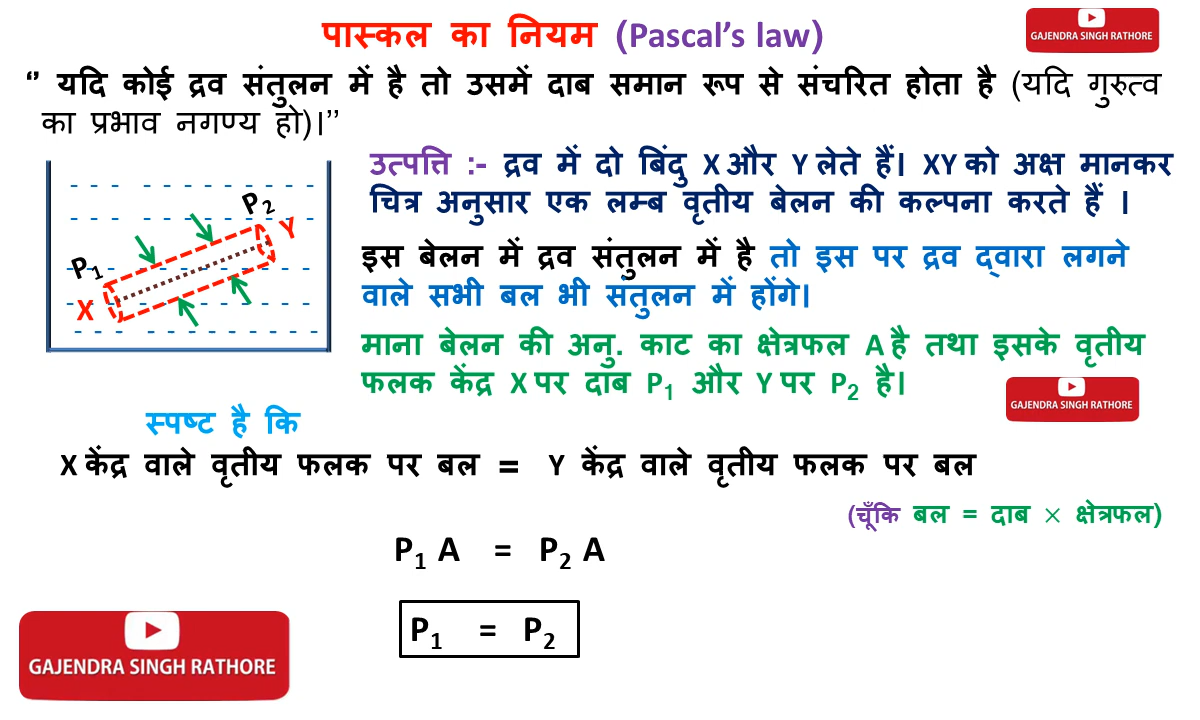 पास्कल का नियम (Pascal’s law)
GAJENDRA SINGH RATHORE
‘’ यदि कोई द्रव संतुलन में है तो उसमें दाब समान रूप से संचरित होता है (यदि गुरुत्व
का प्रभाव नगण्य हो)।’’
उत्पत्ति :- द्रव में दो बिंदु X और Y लेते हैं। XY को अक्ष मानकर
चित्र अनुसार एक लम्ब वृतीय बेलन की कल्पना करते हैं ।
P₂
Y
P₁
X
इस बेलन में द्रव संतुलन में है तो इस पर द्रव द्वारा लगने
वाले सभी बल भी संतुलन में होंगे।
माना बेलन की अनु. काट का क्षेत्रफल A है तथा इसके वृतीय
फलक केंद्र X पर दाब P₁ और Y पर P₂ है।
GAJENDRA SINGH RATHORE
स्पष्ट है कि
X केंद्र वाले वृतीय फलक पर बल = Y केंद्र वाले वृतीय फलक पर बल
(चूँकि बल = दाब × क्षेत्रफल)
P₁ A = P₂ A
P₁ = P₂
GAJENDRA SINGH RATHORE